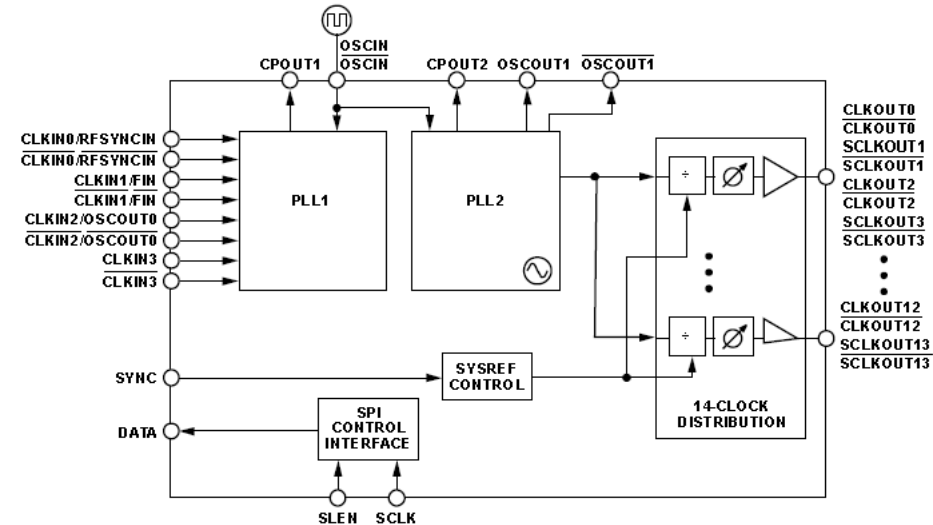 OSCIN
OSCIN
CPOUT1
CPOUT2
OSCOUT1
OSCOUT1
CLKIN0/RFSYNCIN
CLKIN0/RFSYNCIN
CLKIN1/FIN
CLKIN1/FIN
CLKIN2/OSCOUT0
CLKIN2/OSCOUT0
CLKIN3
CLKIN3
PLL1
PLL2
÷
÷
CLKOUT0
CLKOUT0
SCLKOUT1
SCLKOUT1
CLKOUT2
CLKOUT2
SCLKOUT3
SCLKOUT3
CLKOUT12
CLKOUT12
SCLKOUT13
SCLKOUT13
SYNC
SYSREF
CONTROL
14-CLOCK
DISTRIBUTION
DATA
SPI
CONTROL
INTERFACE
SLEN
SCLK